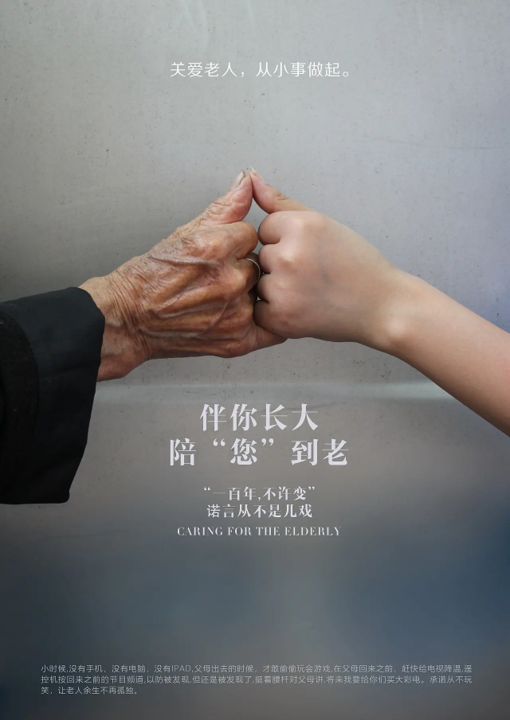 关爱老人，从小事做起。
伴你长大
陪“您”到老
“一百年,不许变”
诺言从不是儿戏
CARING FOR THE ELDERLY
小时候,没有手机、没有电脑、没有IPAD,父母出去的时候，才敢偷偷玩会游戏,在父母回来之前，赶快给电视降温,遥
控机按回来之前的节目频道,以防被发现,但还是被发现了,挺着腰杆对父母讲,将来我要给你们买大彩电。承诺从不玩
笑，让老人余生不再孤独。